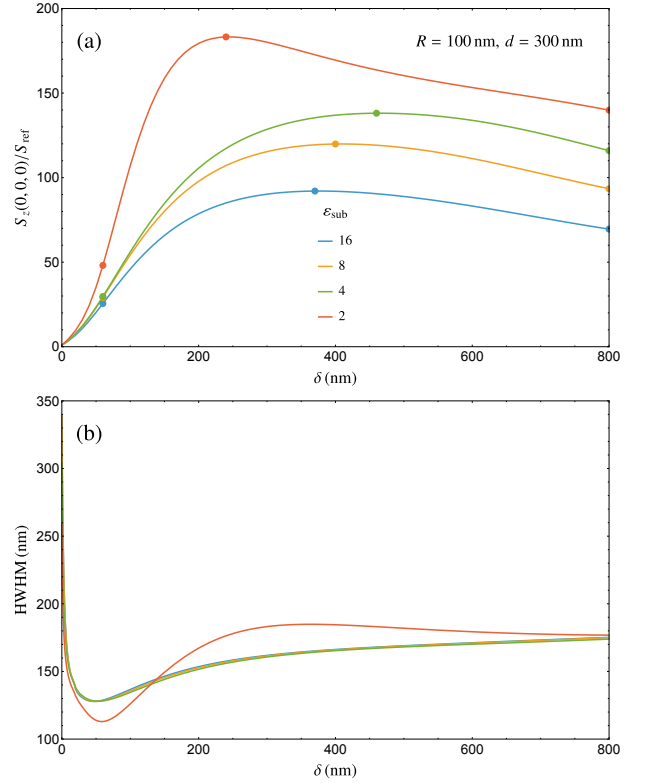 (a)
R = 100 nm, d = 300 nm
S_z(0, 0, 0)/S_ref
200
150
100
50
0
ε_sub
16
8
4
2
0 200 400 600 800
δ (nm)
(b)
HWHM (nm)
350
300
250
200
150
100
0 200 400 600 800
δ (nm)